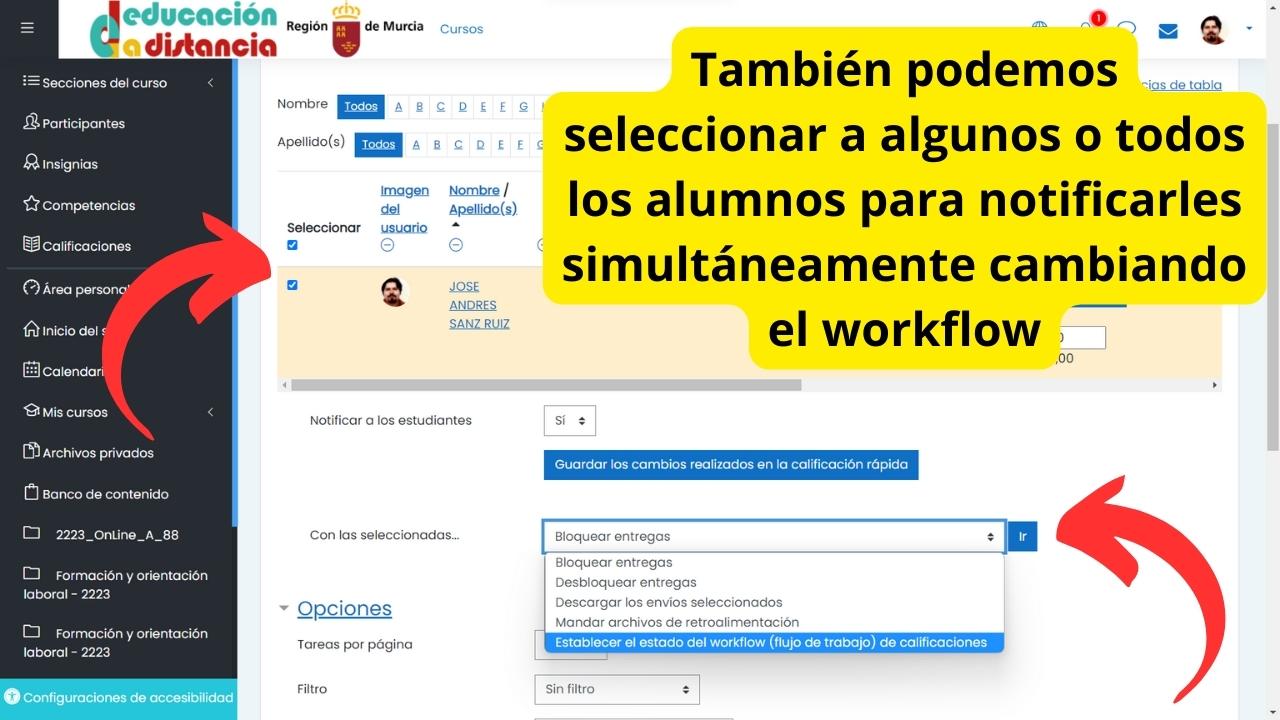 educación
a distancia
Región de Murcia
Cursos
1
Secciones del curso
Participantes
Insignias
Competencias
Calificaciones
Área
Inicio del
Mis cursos
Archivos privados
Banco de contenido
2223_OnLine_A_88
Formación y orientación
laboral - 2223
Formación y orientación
laboral - 2223
Configuraciones de accesibilidad
También podemos
seleccionar a algunos o todos
los alumnos para notificarles
simultáneamente cambiando
el workflow
de tabla
Nombre Todos A B C D E F G
Apellido(s) Todos A B C D E F
Seleccionar
Imagen
del
usuario
Nombre /
Apellido(s)
JOSE
ANDRES
SANZ RUIZ
,00
Notificar a los estudiantes Sí
Guardar los cambios realizados en la calificación rápida
Con las seleccionadas... Bloquear entregas Ir
Bloquear entregas
Desbloquear entregas
Descargar los envíos seleccionados
Mandar archivos de retroalimentación
Establecer el estado del workflow (flujo de trabajo) de calificaciones
Opciones
Tareas por página
Filtro Sin filtro